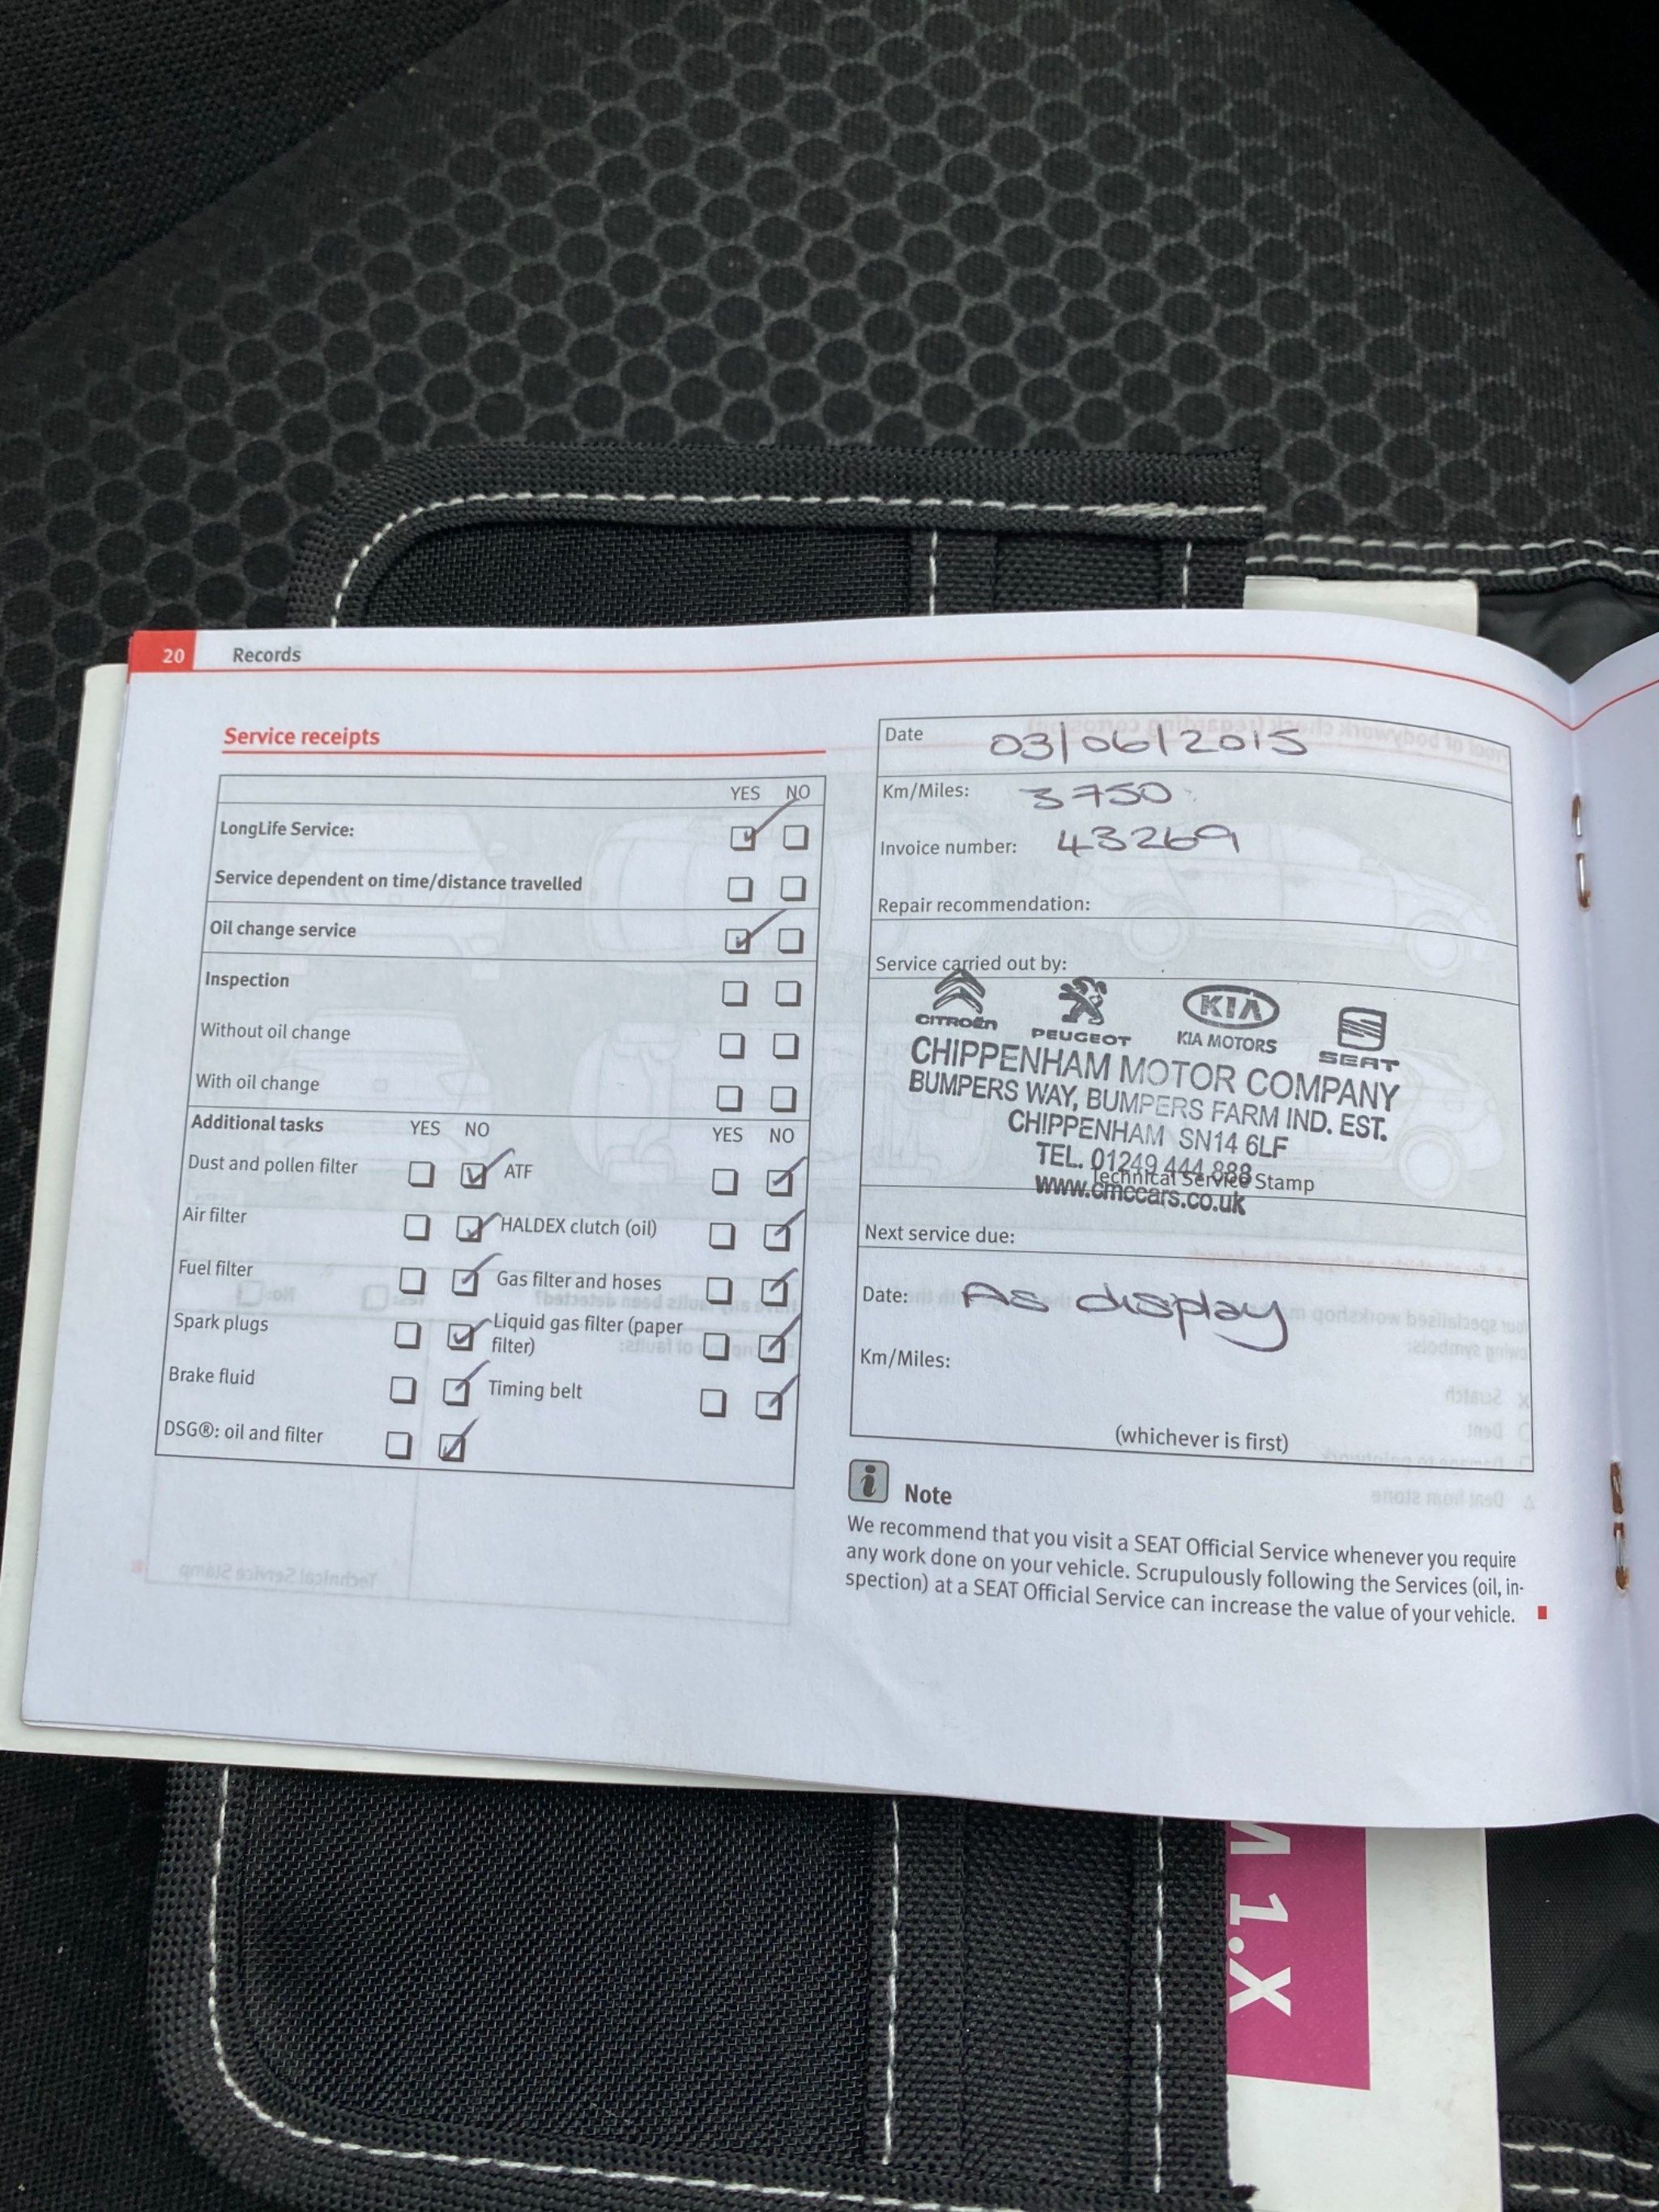 20 Records
Service receipts
YES NO
LongLife Service:
Service dependent on time/distance travelled
Oil change service
Inspection
Without oil change
With oil change
Additional tasks YES NO YES NO
Dust and pollen filter ATF
Air filter HALDEX clutch (oil)
Fuel filter Gas filter and hoses
Spark plugs Liquid gas filter (paper
filter)
Brake fluid Timing belt
DSG®: oil and filter
Date 03/06/2015
Km/Miles: 3750
Invoice number: 43269
Repair recommendation:
Service carried out by:
CITROËN PEUGEOT KIA KIA MOTORS SEAT
CHIPPENHAM MOTOR COMPANY
BUMPERS WAY, BUMPERS FARM IND. EST.
CHIPPENHAM SN14 6LF
TEL. 01249 444 888
Technical Service Stamp
www.cmccars.co.uk
Next service due:
Date: As display
Km/Miles:
(whichever is first)
Note
We recommend that you visit a SEAT Official Service whenever you require
any work done on your vehicle. Scrupulously following the Services (oil, in-
spection) at a SEAT Official Service can increase the value of your vehicle.
1.X